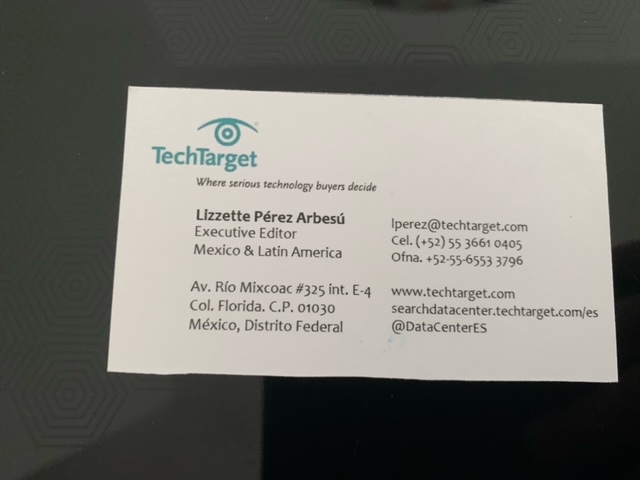 TechTarget
Where serious technology buyers decide
Lizzette Pérez Arbesú
Executive Editor
Mexico & Latin America
lperez@techtarget.com
Cel. (+52) 55 3661 0405
Ofna. +52-55-6553 3796
Av. Río Mixcoac #325 int. E-4
Col. Florida. C.P. 01030
México, Distrito Federal
www.techtarget.com
searchdatacenter.techtarget.com/es
@DataCenterES